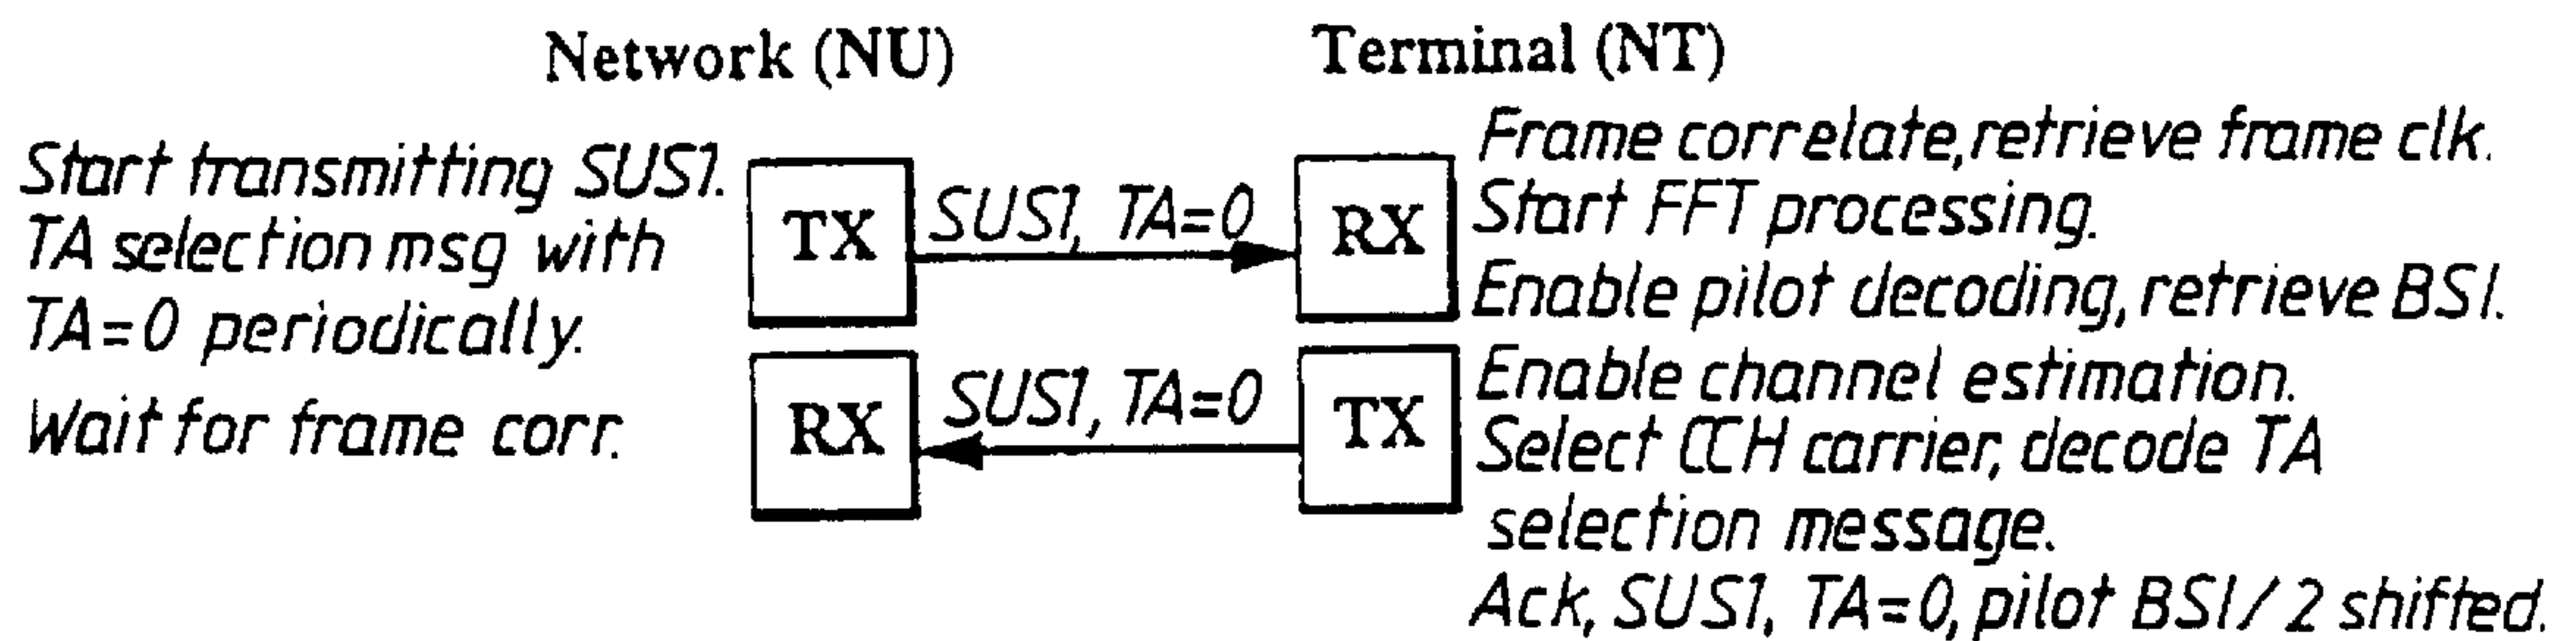 Network (NU)
Terminal (NT)
Start transmitting SUS1.
TA selection msg with
TA=0 periodically.
Wait for frame corr.
TX
SUS1, TA=0
RX
RX
SUS1, TA=0
TX
Frame correlate, retrieve frame clk.
Start FFT processing.
Enable pilot decoding, retrieve BSI.
Enable channel estimation.
Select CCH carrier, decode TA
selection message.
Ack, SUS1, TA=0, pilot BSI/2 shifted.